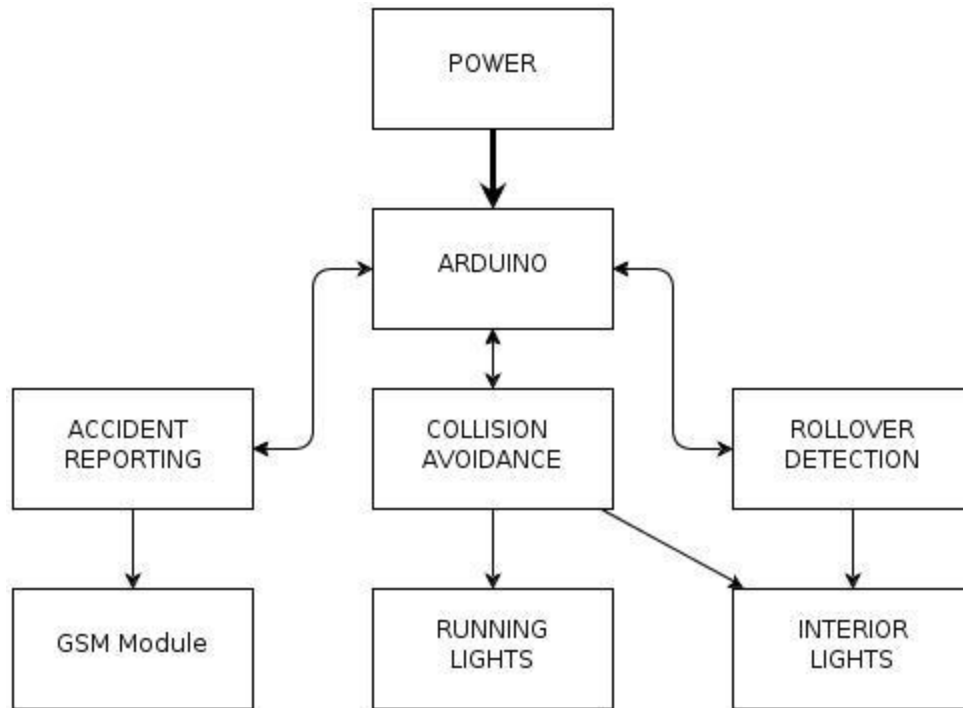 POWER
ARDUINO
ACCIDENT
REPORTING
COLLISION
AVOIDANCE
ROLLOVER
DETECTION
GSM Module
RUNNING
LIGHTS
INTERIOR
LIGHTS